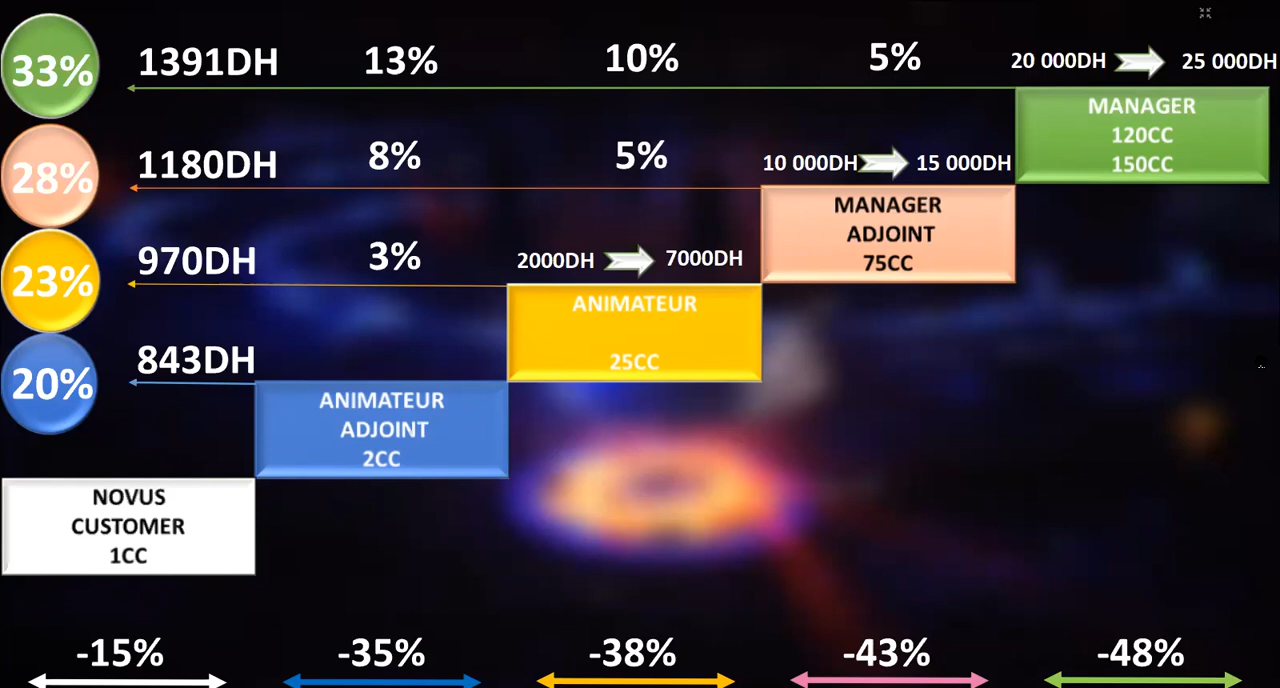 33% 1391DH 13% 10% 5% 20 000DH 25 000DH
MANAGER
120CC
150CC
28% 1180DH 8% 5% 10 000DH 15 000DH
MANAGER
ADJOINT
75CC
23% 970DH 3% 2000DH 7000DH
ANIMATEUR
25CC
20% 843DH
ANIMATEUR
ADJOINT
2CC
NOVUS
CUSTOMER
1CC
-15% -35% -38% -43% -48%